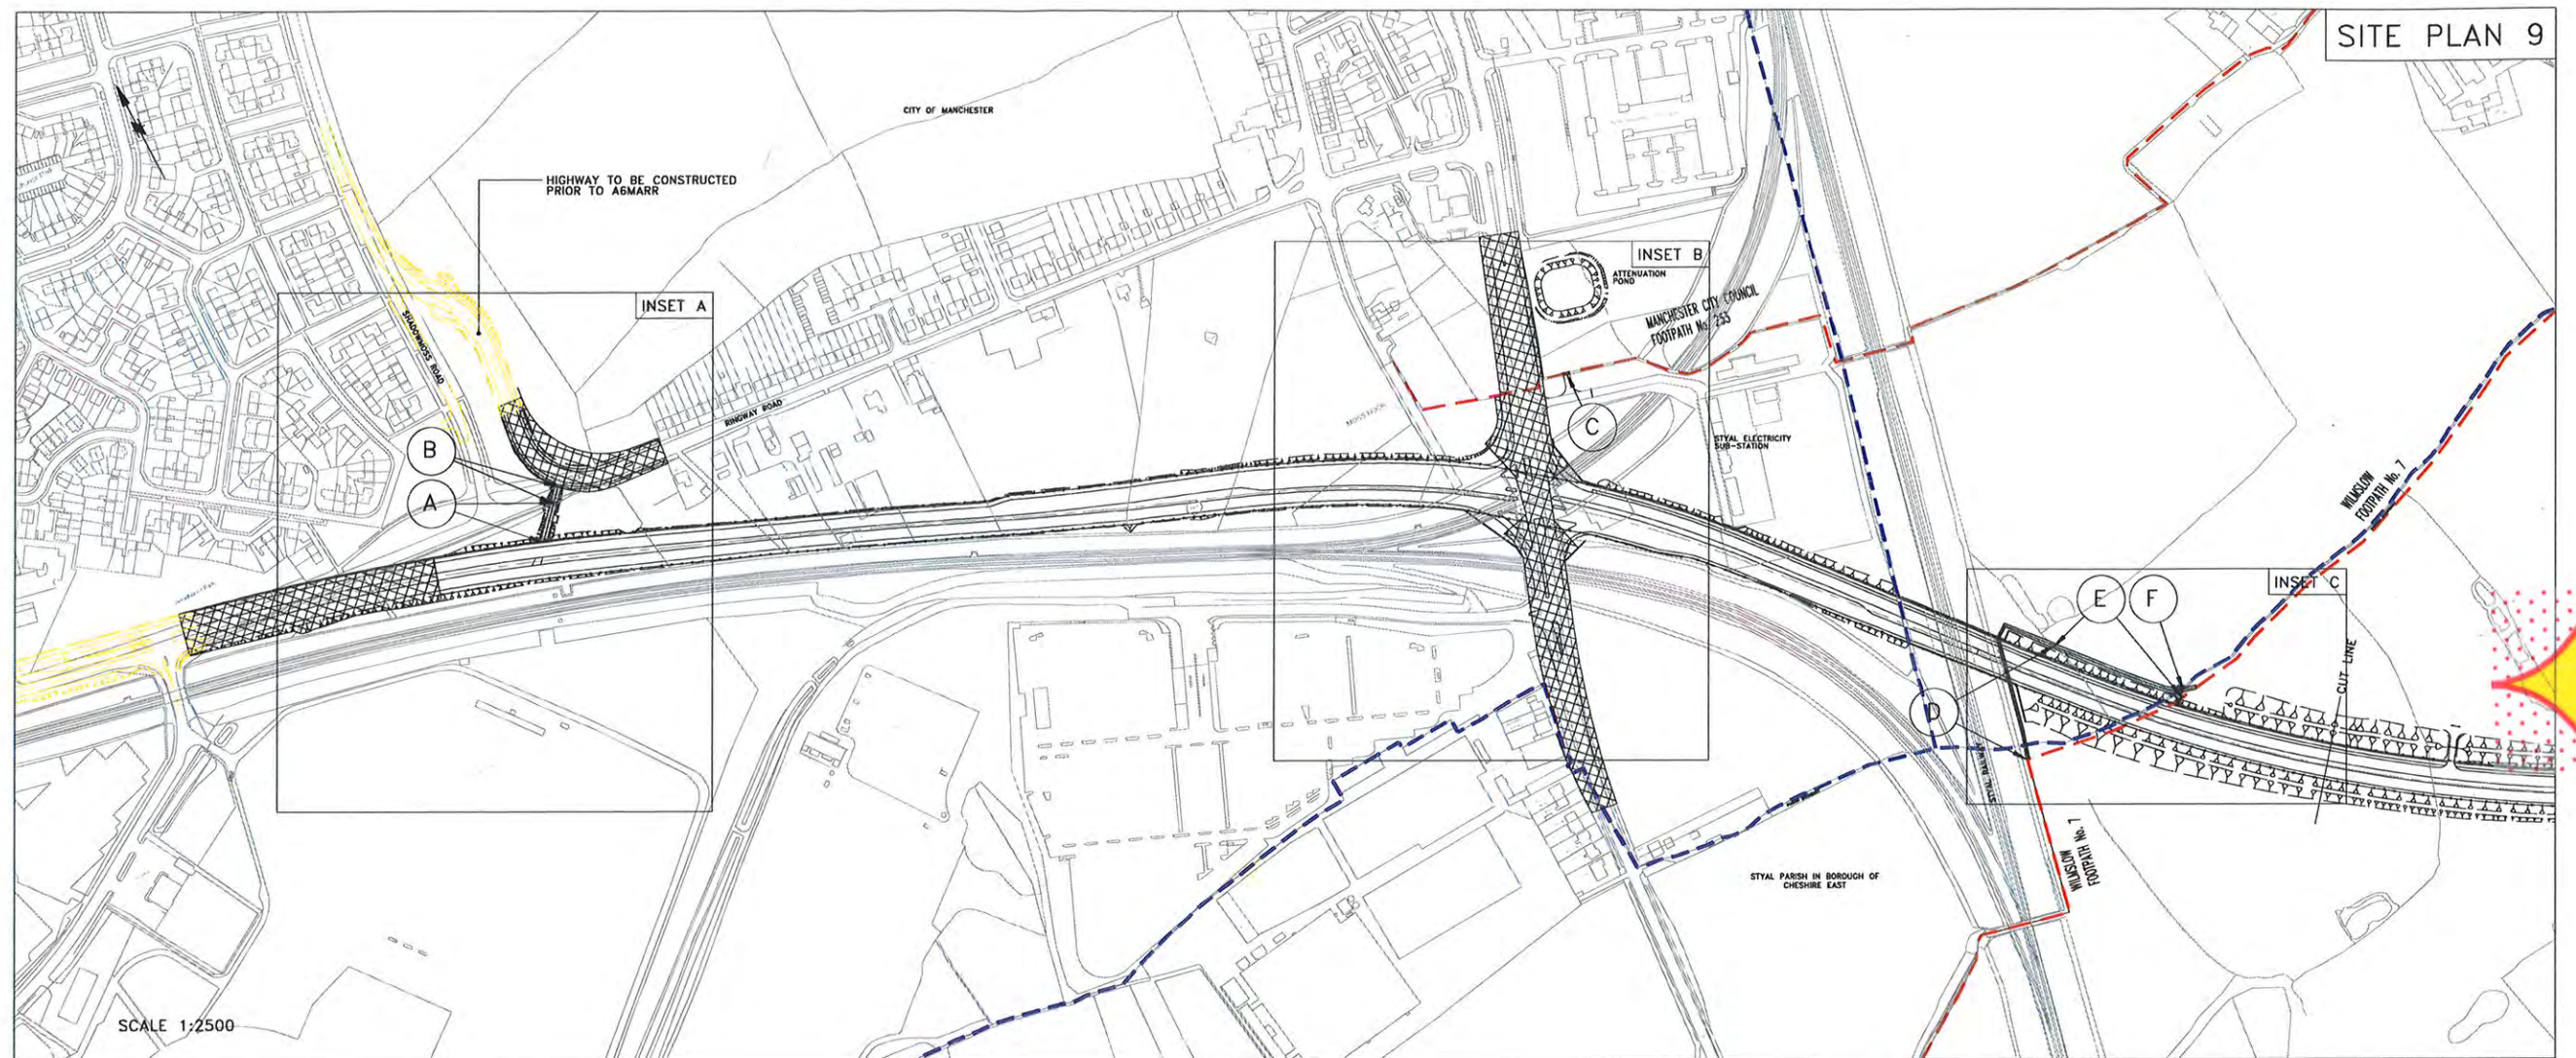 SITE PLAN 9
CITY OF MANCHESTER
HIGHWAY TO BE CONSTRUCTED
PRIOR TO A6MARR
INSET A
INSET B
ATTENUATION
POND
MANCHESTER CITY COUNCIL
FOOTPATH No. 253
SHADOWMOSS ROAD
RINGWAY ROAD
MOSS NOOK
B
A
C
STYAL ELECTRICITY
SUB-STATION
WILMSLOW
FOOTPATH No. 7
INSET C
E
F
D
CUT LINE
STYAL RAILWAY
WILMSLOW
FOOTPATH No. 7
STYAL PARISH IN BOROUGH OF
CHESHIRE EAST
SCALE 1:2500